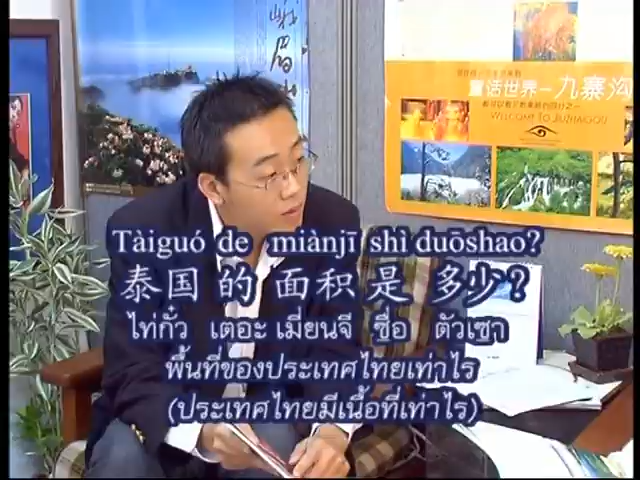 童话世界－九寨沟
WELCOME TO JIUZHAIGOU
Tàiguó de miànjī shì duōshao?
泰国 的 面积 是 多少?
ไท่กั๋ว เตอะ เมี่ยนจี ซื่อ ตัวเซา
พื้นที่ของประเทศไทยเท่าไร
(ประเทศไทยมีเนื้อที่เท่าไร)